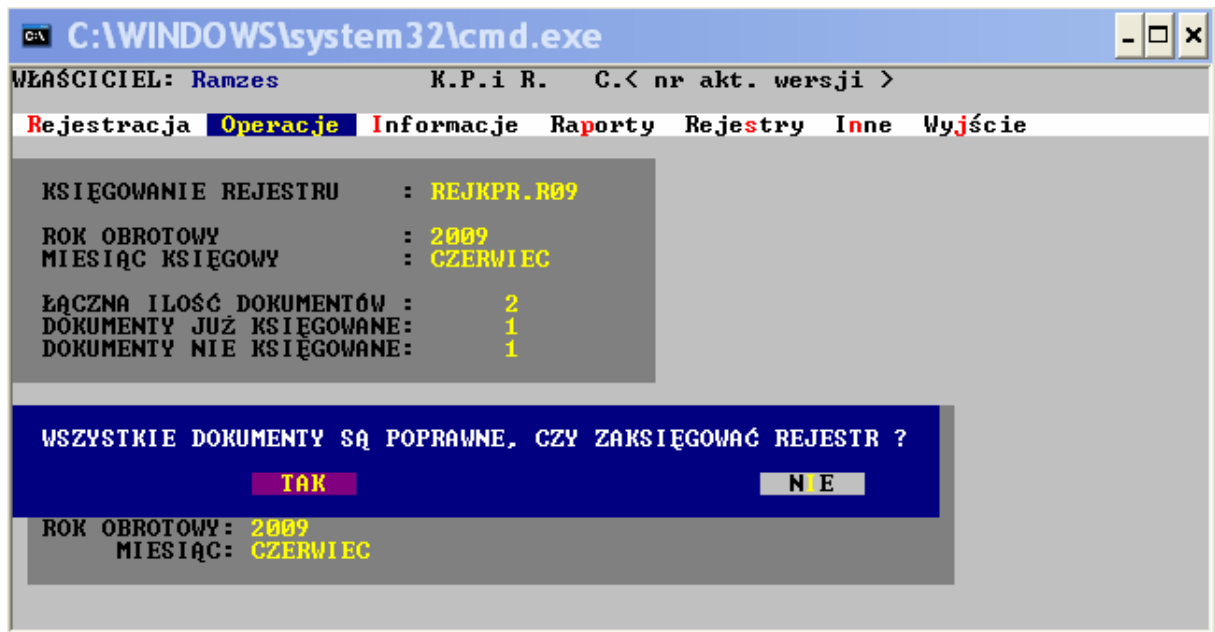 C:\WINDOWS\system32\cmd.exe
WŁAŚCICIEL: Ramzes K.P.i R. C.< nr akt. wersji >
Rejestracja Operacje Informacje Raporty Rejestry Inne Wyjście
KSIĘGOWANIE REJESTRU : REJKPR.R09
ROK OBROTOWY : 2009
MIESIĄC KSIĘGOWY : CZERWIEC
ŁĄCZNA ILOŚĆ DOKUMENTÓW : 2
DOKUMENTY JUŻ KSIĘGOWANE: 1
DOKUMENTY NIE KSIĘGOWANE: 1
WSZYSTKIE DOKUMENTY SĄ POPRAWNE, CZY ZAKSIĘGOWAĆ REJESTR ?
TAK NIE
ROK OBROTOWY: 2009
MIESIĄC: CZERWIEC